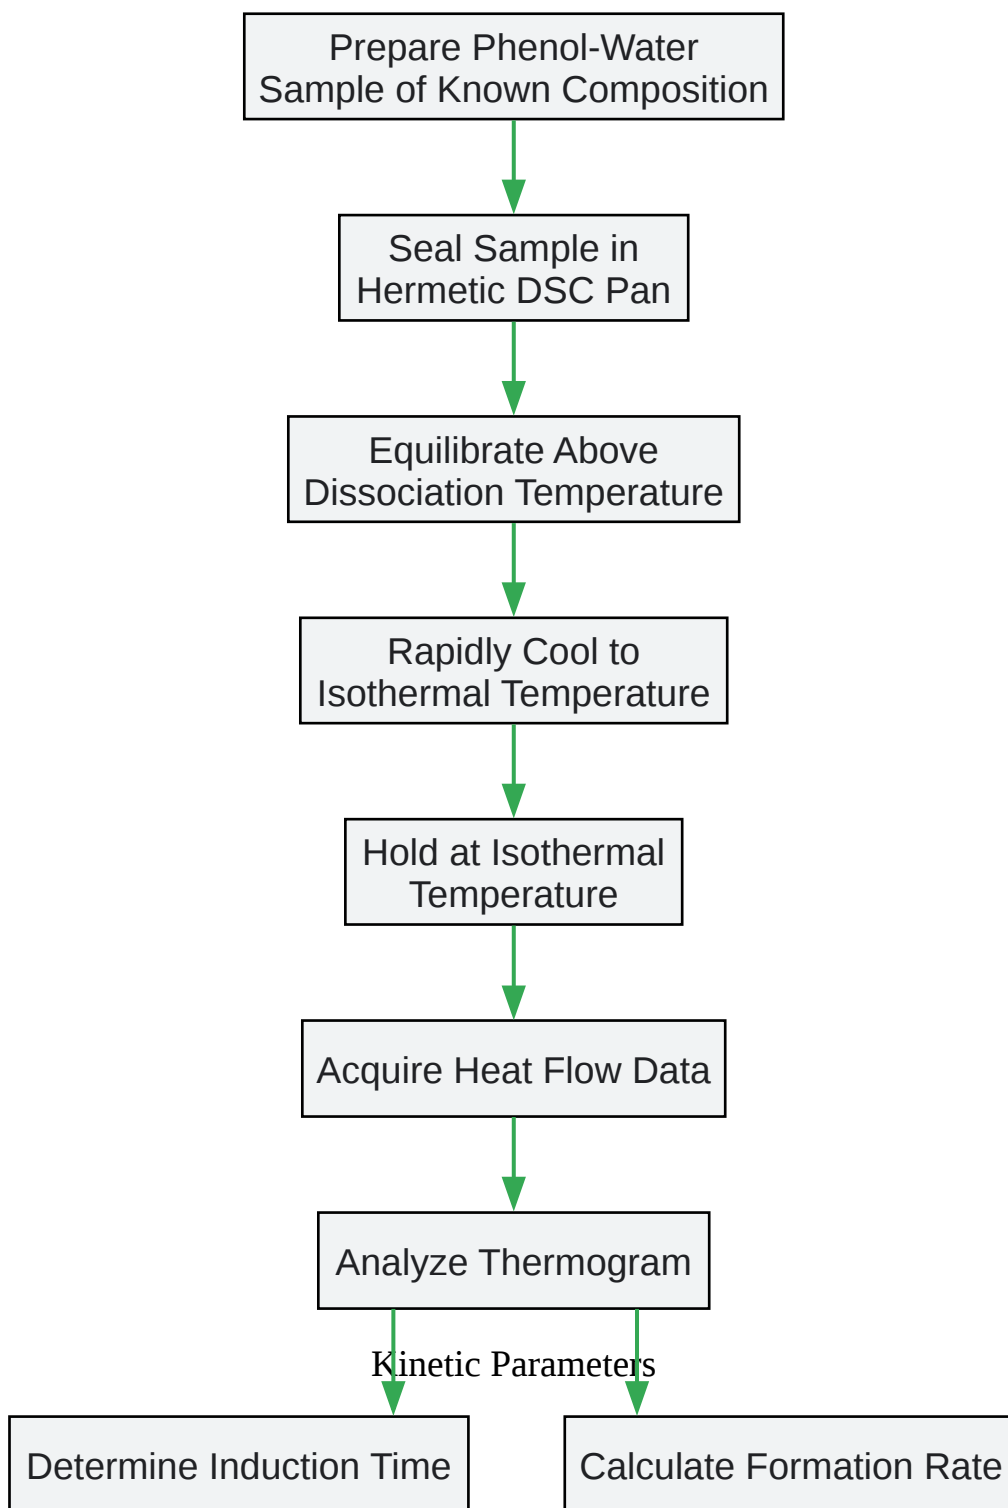 Prepare Phenol-Water
Sample of Known Composition
Seal Sample in
Hermetic DSC Pan
Equilibrate Above
Dissociation Temperature
Rapidly Cool to
Isothermal Temperature
Hold at Isothermal
Temperature
Acquire Heat Flow Data
Analyze Thermogram
Kinetic Parameters
Determine Induction Time
Calculate Formation Rate